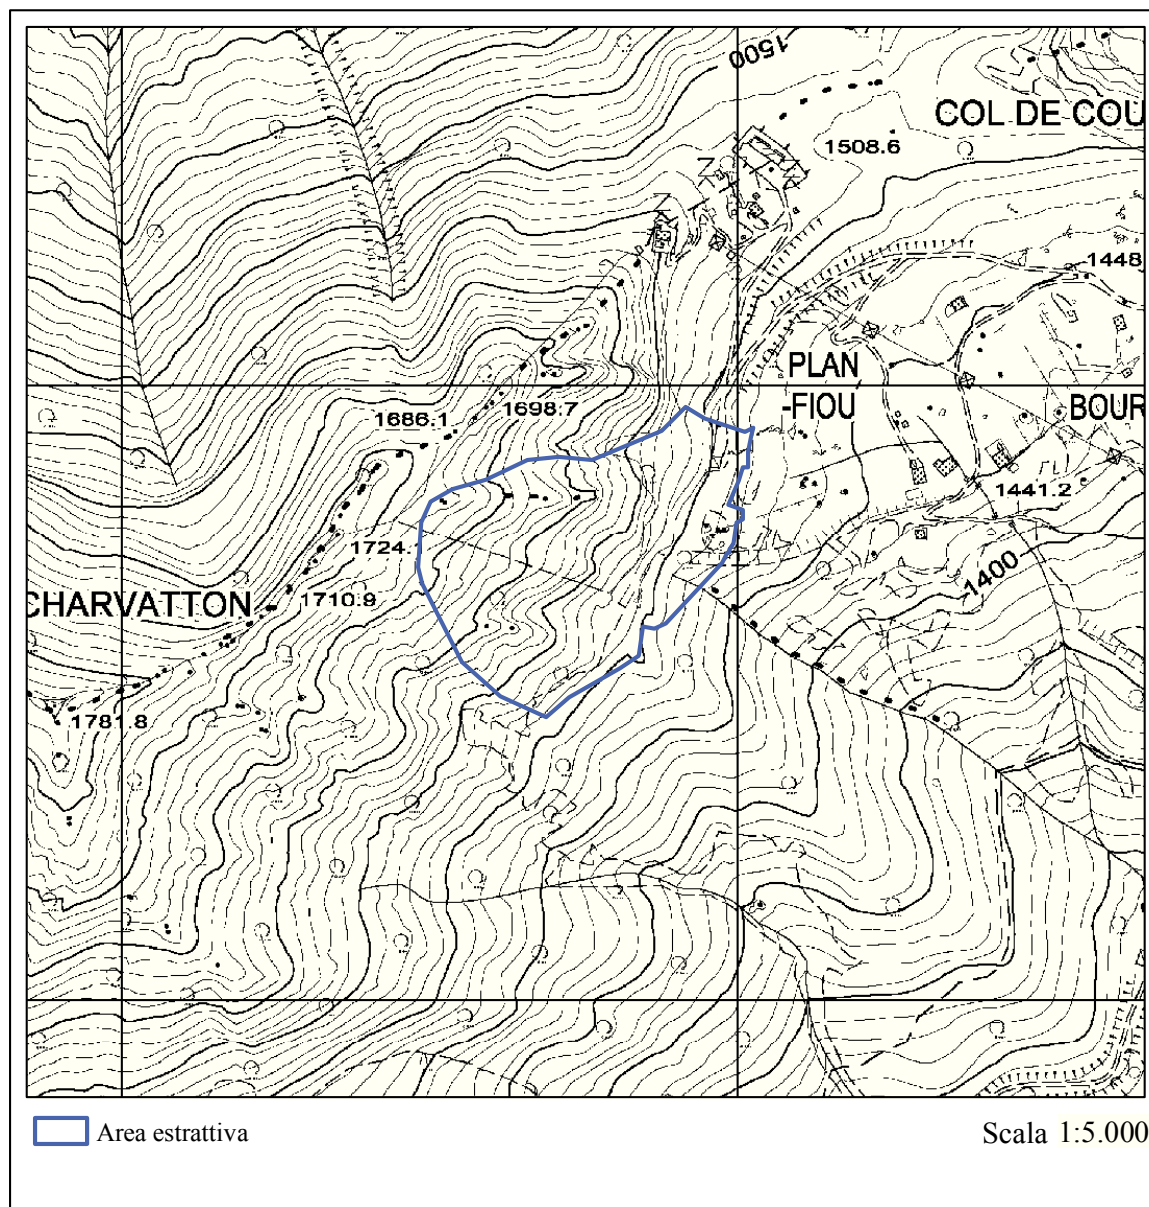 1500
COL DE COU
1508.6
1448
PLAN
-FIOU
1698.7
1686.1
BOUR
1441.2
1724.1
1400
1710.9
CHARVATTON
1781.8
Area estrattiva
Scala 1:5.000